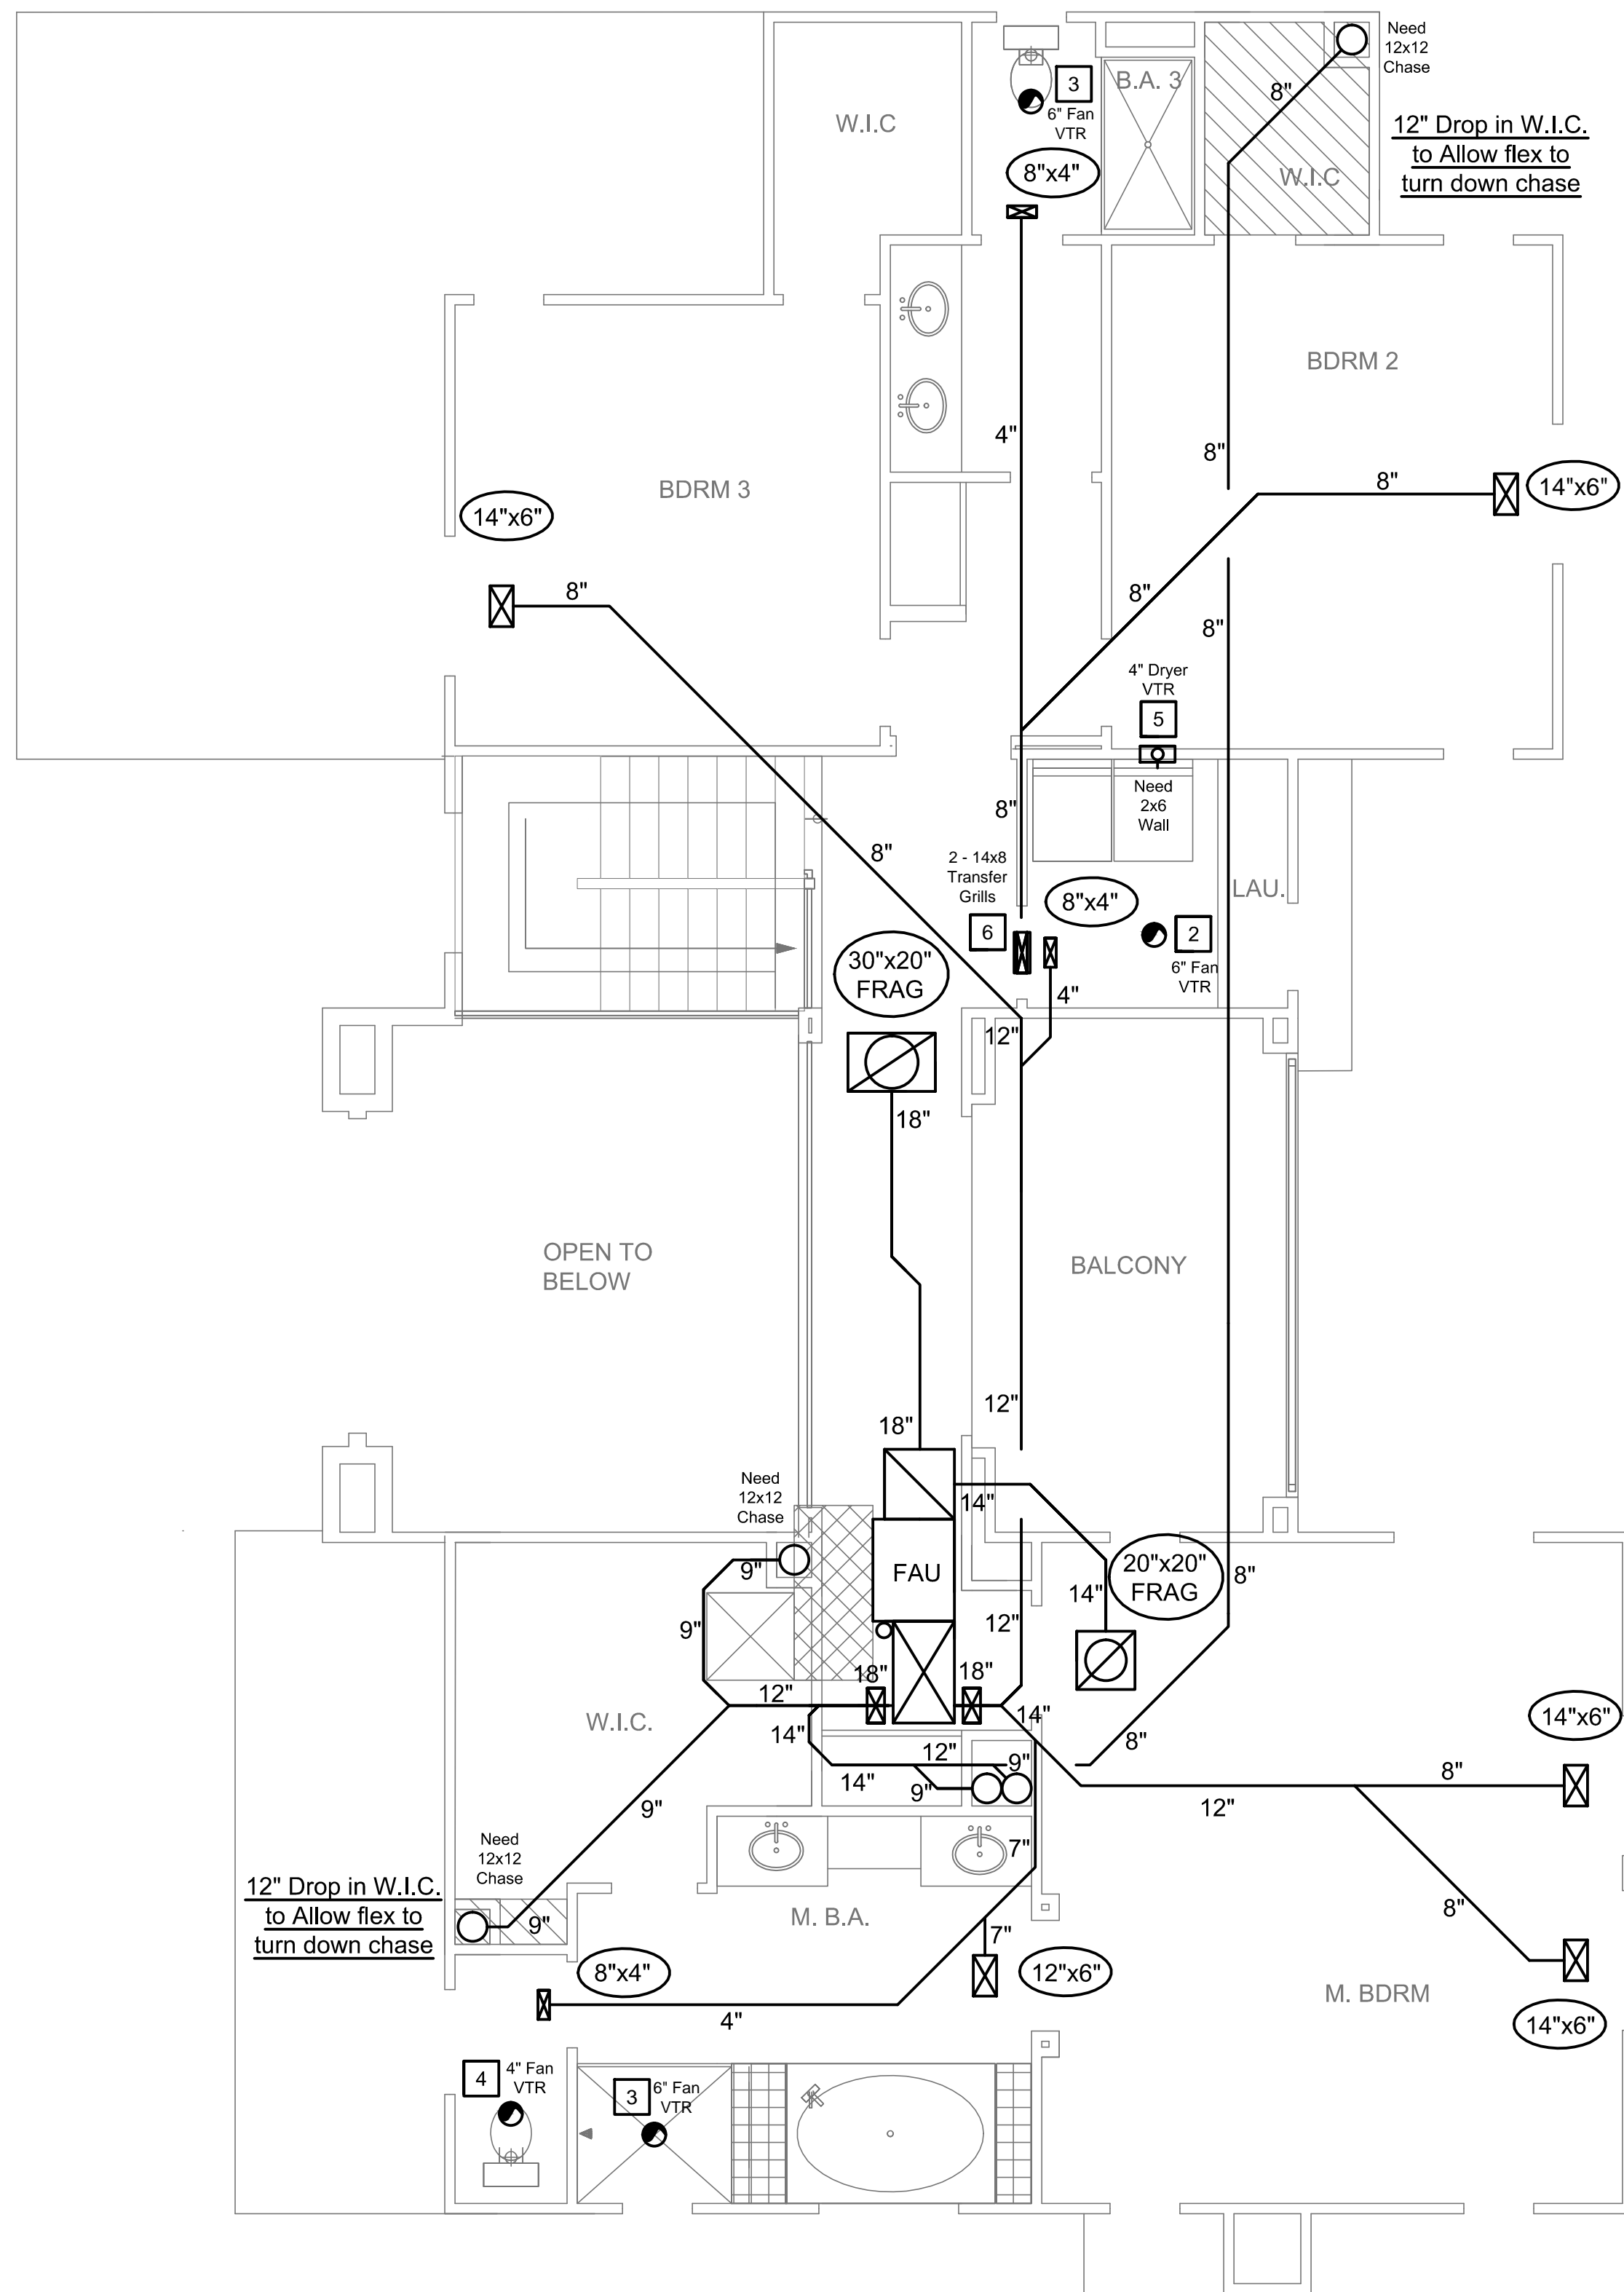 Need
12x12
Chase
3
B.A. 3
8"
W.I.C
6" Fan
VTR
12" Drop in W.I.C.
to Allow flex to
turn down chase
8"x4"
W.I.C
BDRM 2
4"
8"
8"
14"x6"
BDRM 3
14"x6"
8"
8"
8"
4" Dryer
VTR
5
Need
2x6
Wall
8"
8"
2 - 14x8
Transfer
Grills
8"x4"
LAU.
6
2
30"x20"
FRAG
6" Fan
VTR
4"
12"
18"
OPEN TO
BELOW
BALCONY
12"
18"
Need
12x12
Chase
14"
9"
FAU
20"x20"
FRAG
8"
14"
9"
12"
18"
18"
12"
14"
W.I.C.
14"
12"
9"
8"
14"x6"
14"
9"
8"
9"
12"
Need
12x12
Chase
7"
12" Drop in W.I.C.
to Allow flex to
turn down chase
9"
M. B.A.
8"
7"
8"x4"
12"x6"
M. BDRM
4"
14"x6"
4
4" Fan
VTR
3
6" Fan
VTR